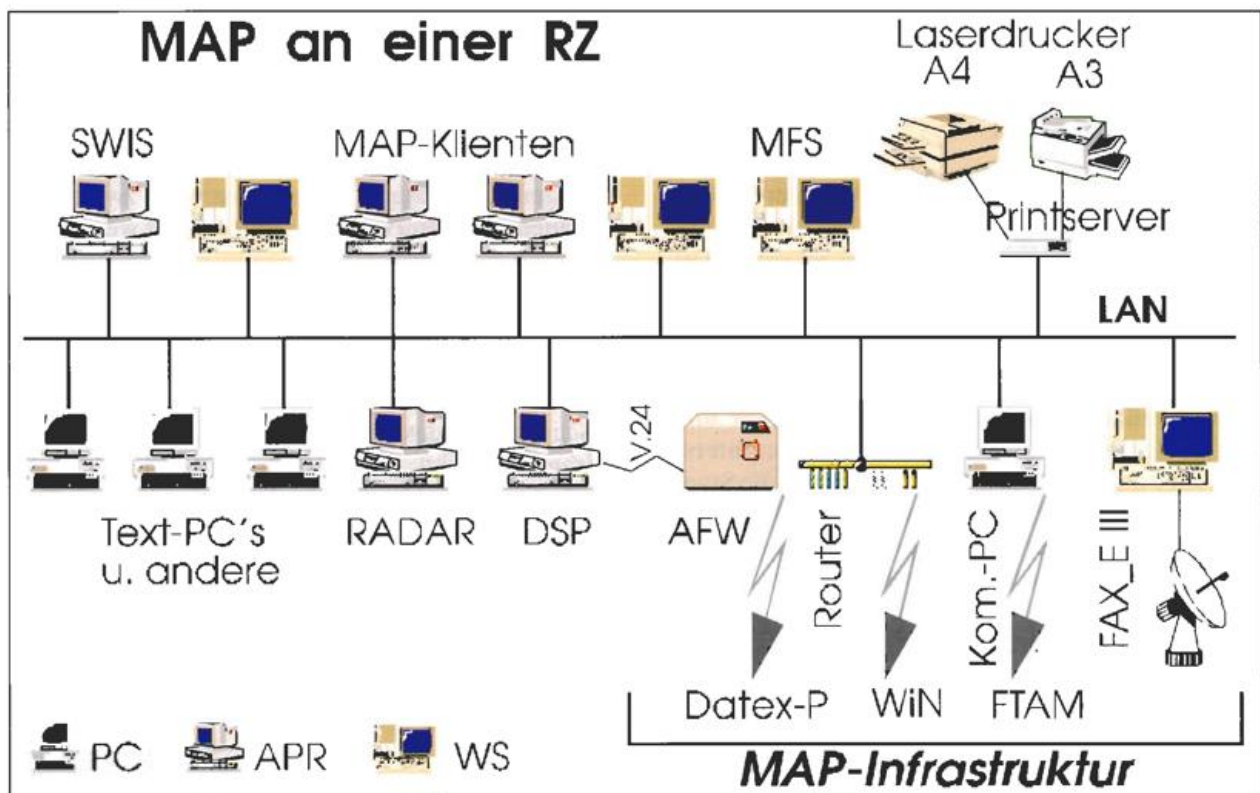 MAP an einer RZ
Laserdrucker
A4 A3
SWIS
MAP-Klienten
MFS
Printserver
LAN
V.24
Text-PC's
u. andere
RADAR
DSP
AFW
Router
Kom.-PC
FAX_E III
Datex-P
WiN
FTAM
PC
APR
WS
MAP-Infrastruktur